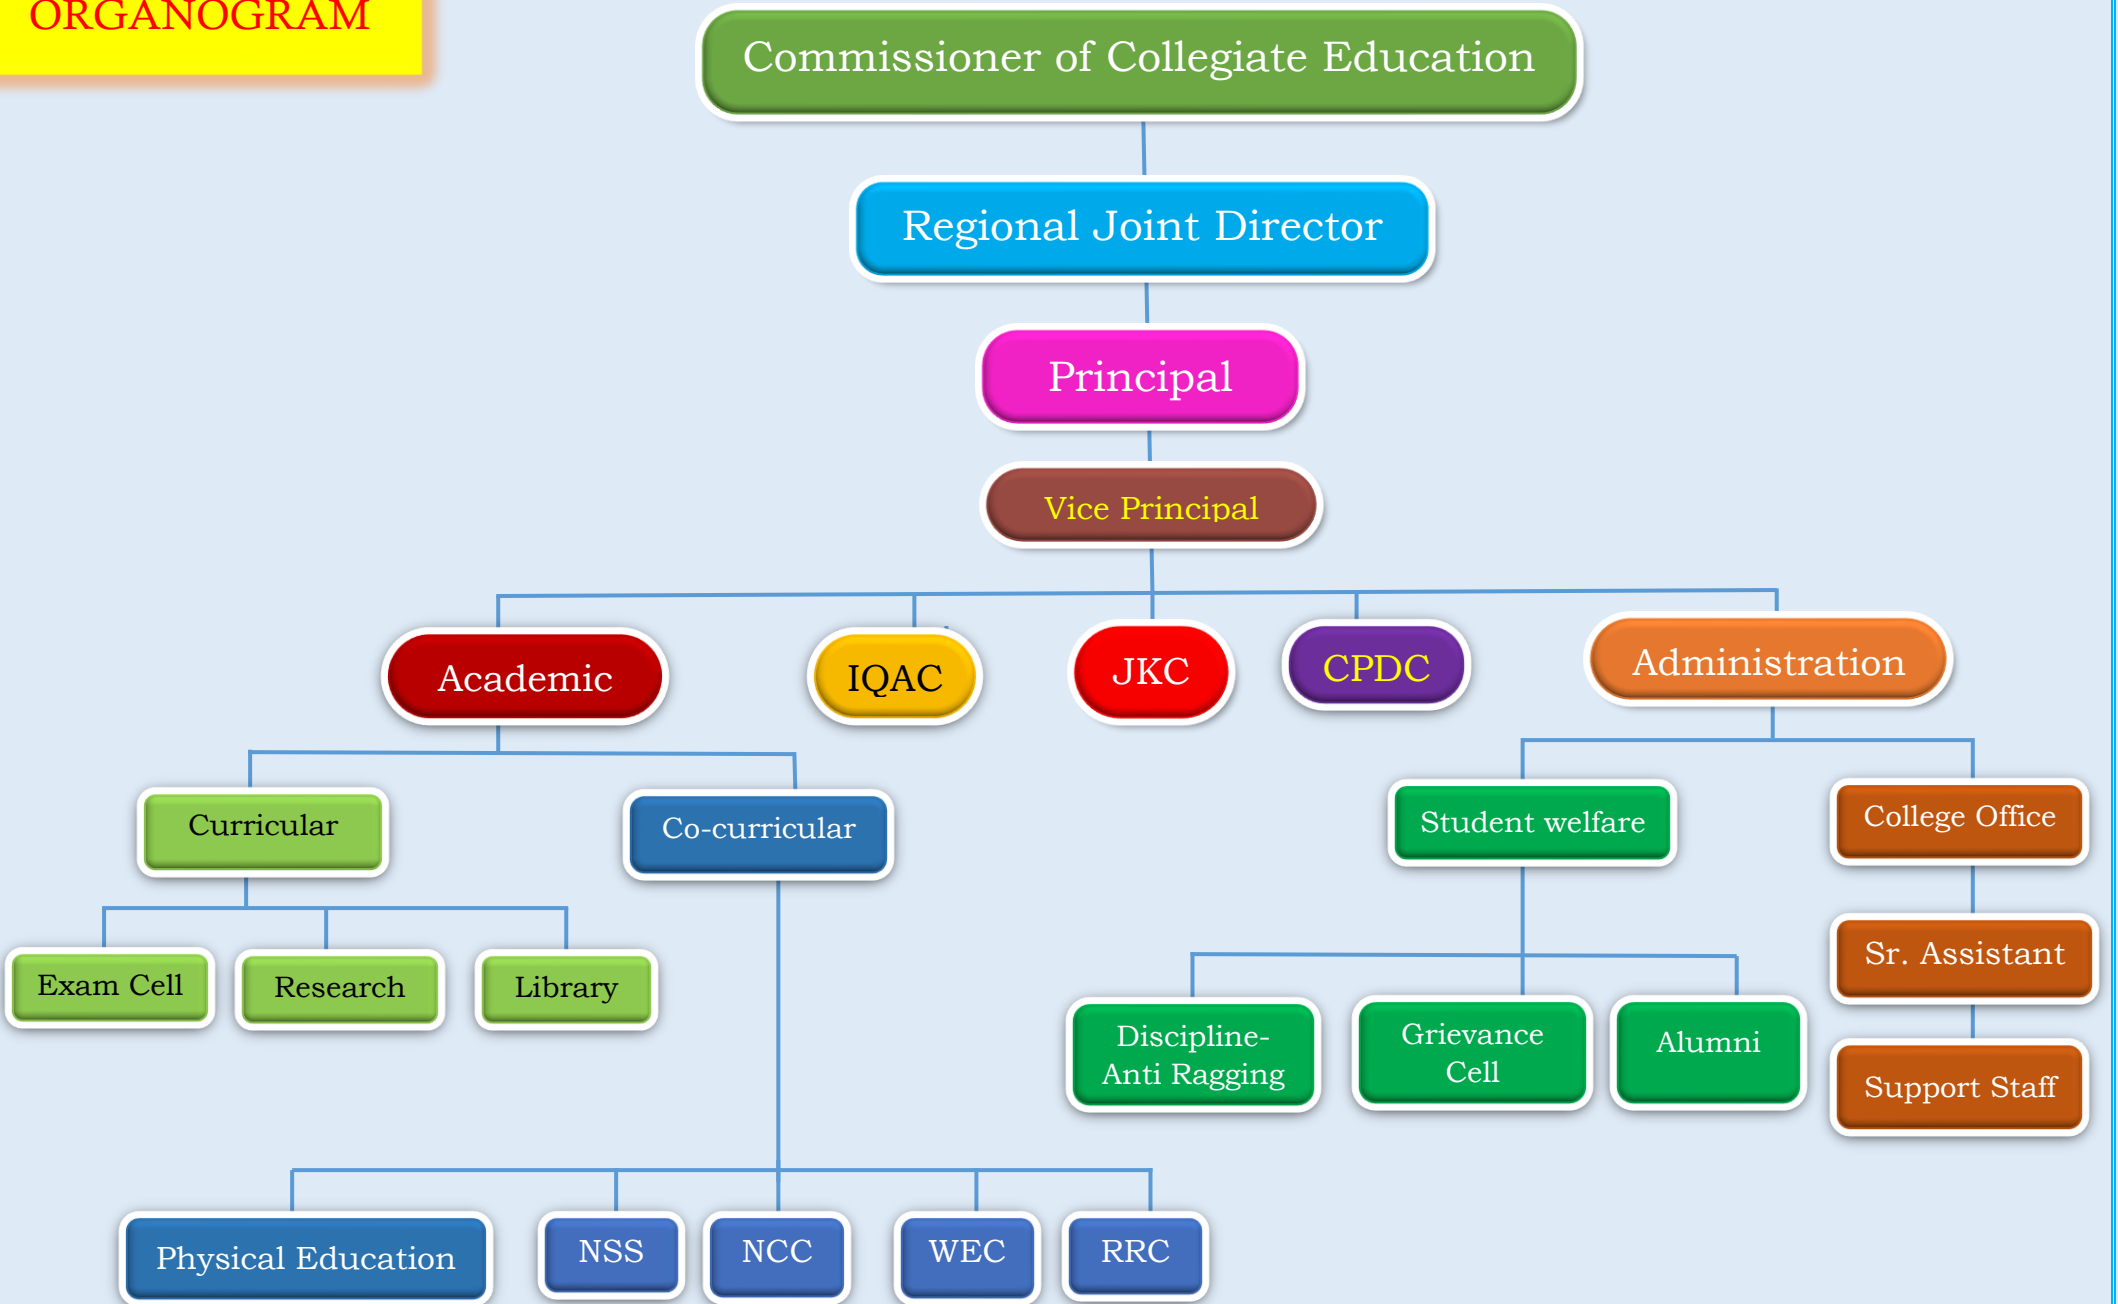 ORGANOGRAM
Commissioner of Collegiate Education
Regional Joint Director
Principal
Vice Principal
Academic
IQAC
JKC
CPDC
Administration
Curricular
Co-curricular
Student welfare
College Office
Exam Cell
Research
Library
Sr. Assistant
Discipline-
Anti Ragging
Grievance
Cell
Alumni
Support Staff
Physical Education
NSS
NCC
WEC
RRC